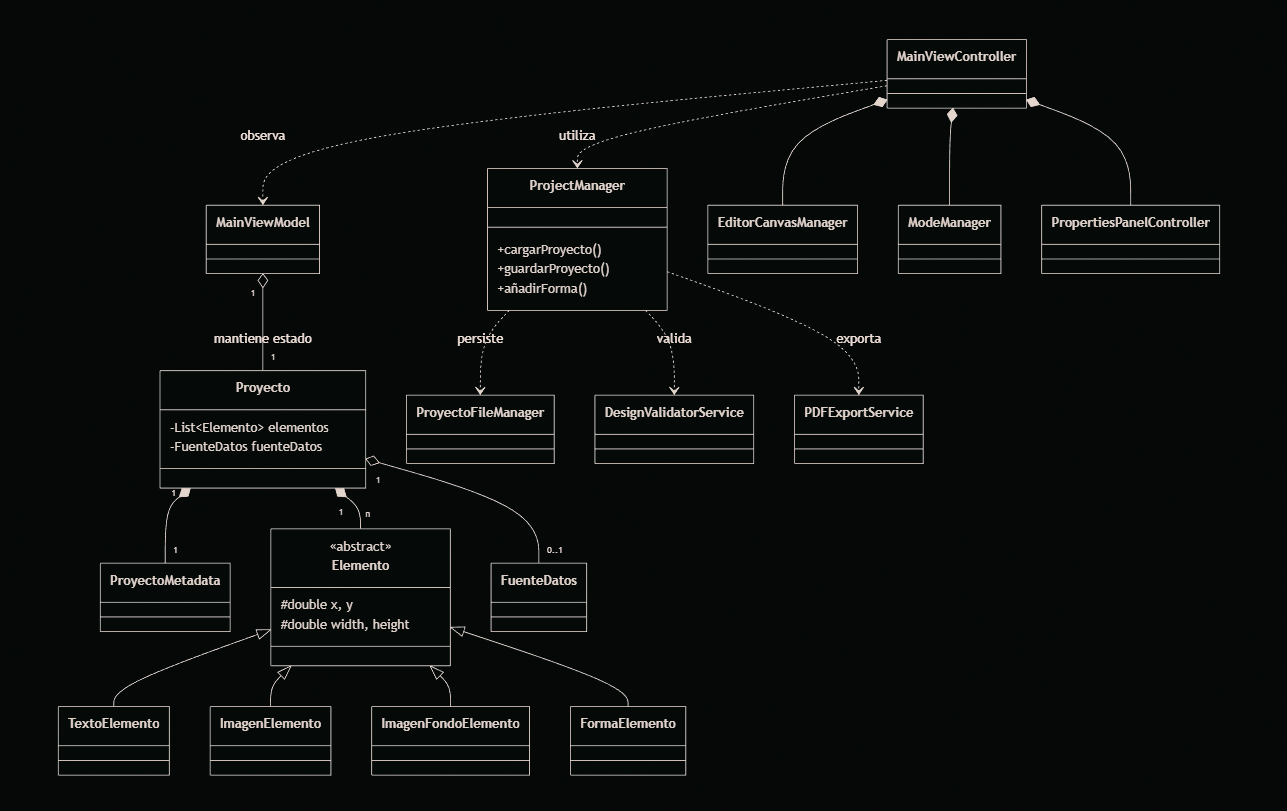 MainViewController
observa
utiliza
ProjectManager
+cargarProyecto()
+guardarProyecto()
+añadirForma()
MainViewModel
EditorCanvasManager
ModeManager
PropertiesPanelController
1
mantiene estado
1
persiste
valida
exporta
Proyecto
-List<Elemento> elementos
-FuenteDatos fuenteDatos
ProyectoFileManager
DesignValidatorService
PDFExportService
1
1
n
1
1
0..1
«abstract»
Elemento
#double x, y
#double width, height
ProyectoMetadata
FuenteDatos
TextoElemento
ImagenElemento
ImagenFondoElemento
FormaElemento